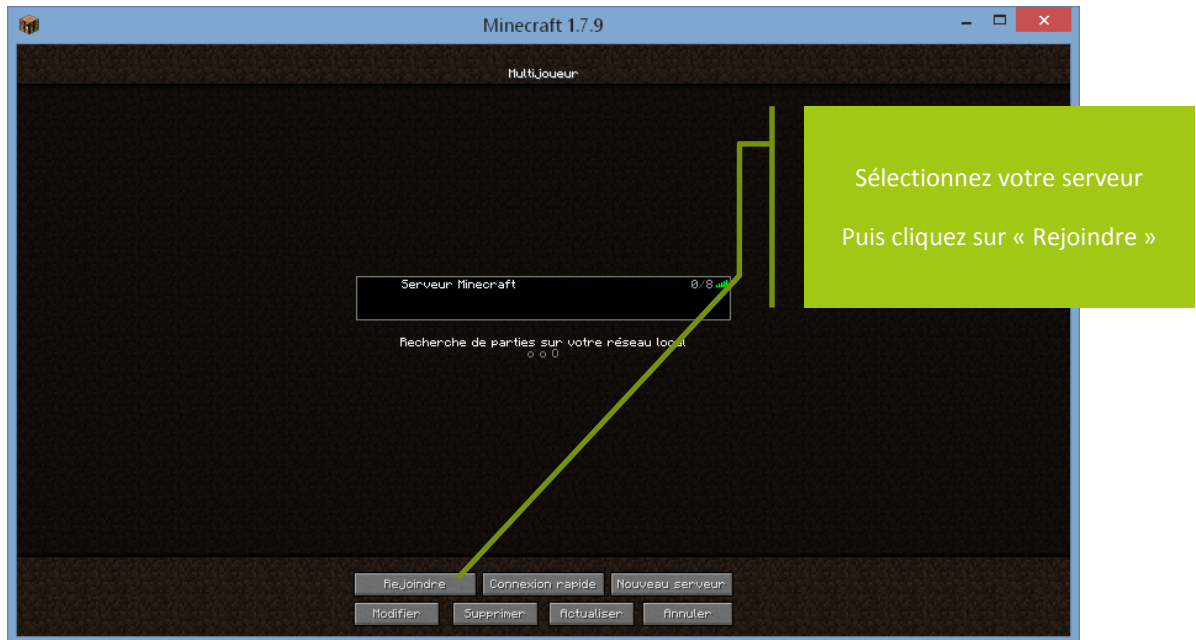 Minecraft 1.7.9
Multijoueur
Sélectionnez votre serveur
Puis cliquez sur « Rejoindre »
Serveur Minecraft 0/8
Recherche de parties sur votre réseau local
o o O
Rejoindre Connexion rapide Nouveau serveur
Modifier Supprimer Actualiser Annuler